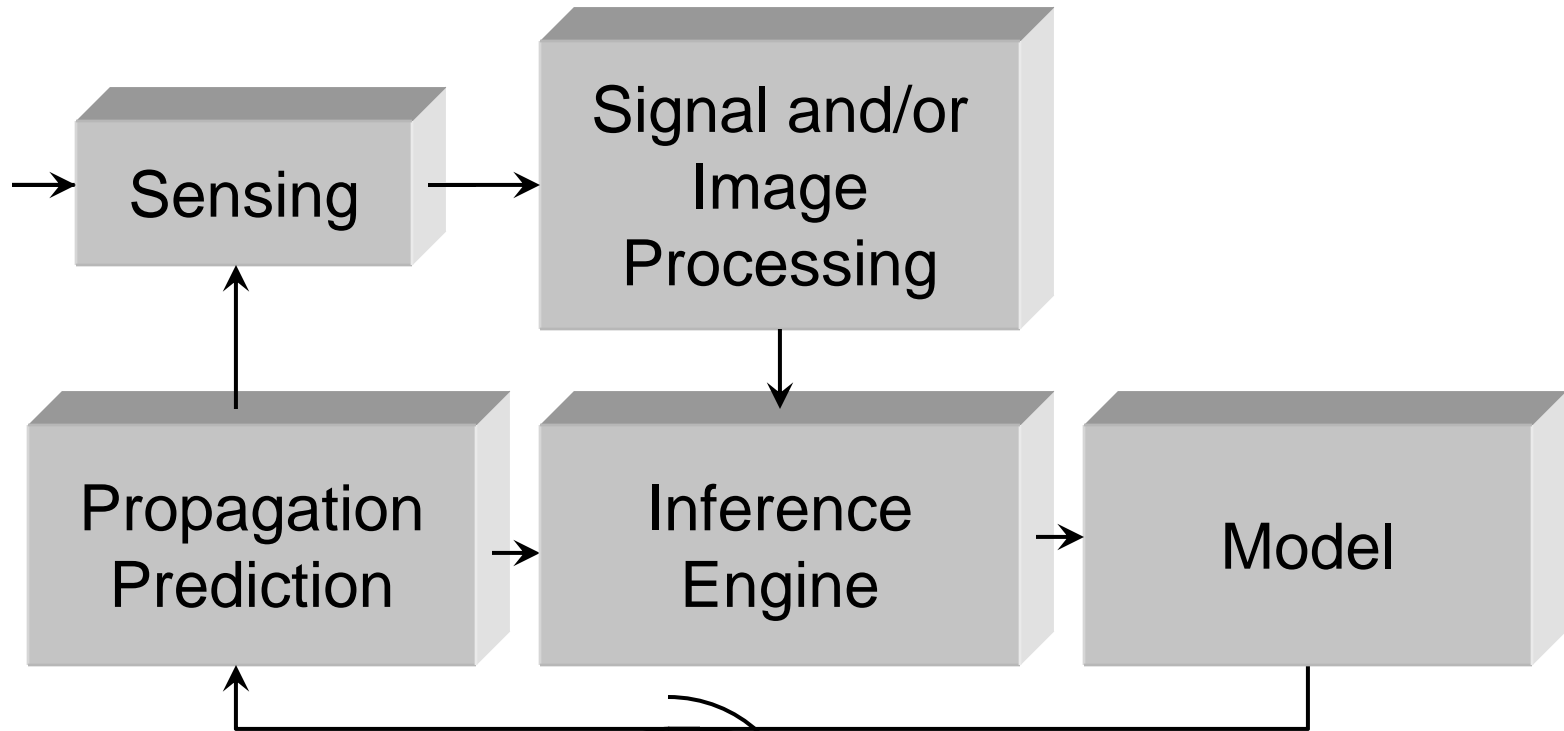 Sensing
Signal and/or
Image
Processing
Propagation
Prediction
Inference
Engine
Model